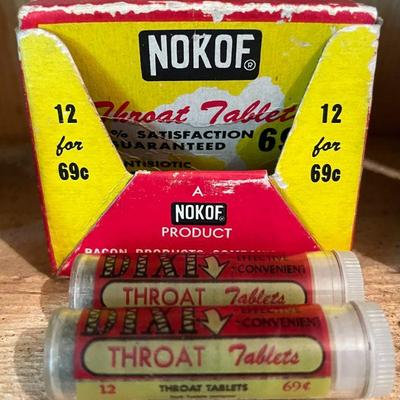 NOKOF®
Throat Tablets
% SATISFACTION
GUARANTEED
69
ANTIBIOTIC
12
for
69c
12
for
69c
A
NOKOF®
PRODUCT
BACON PRODUCTS COMPANY
DIXI
EFFECTIVE
CONVENIENT
THROAT Tablets
DIXI
EFFECTIVE
CONVENIENT
THROAT Tablets
12 THROAT TABLETS 69¢